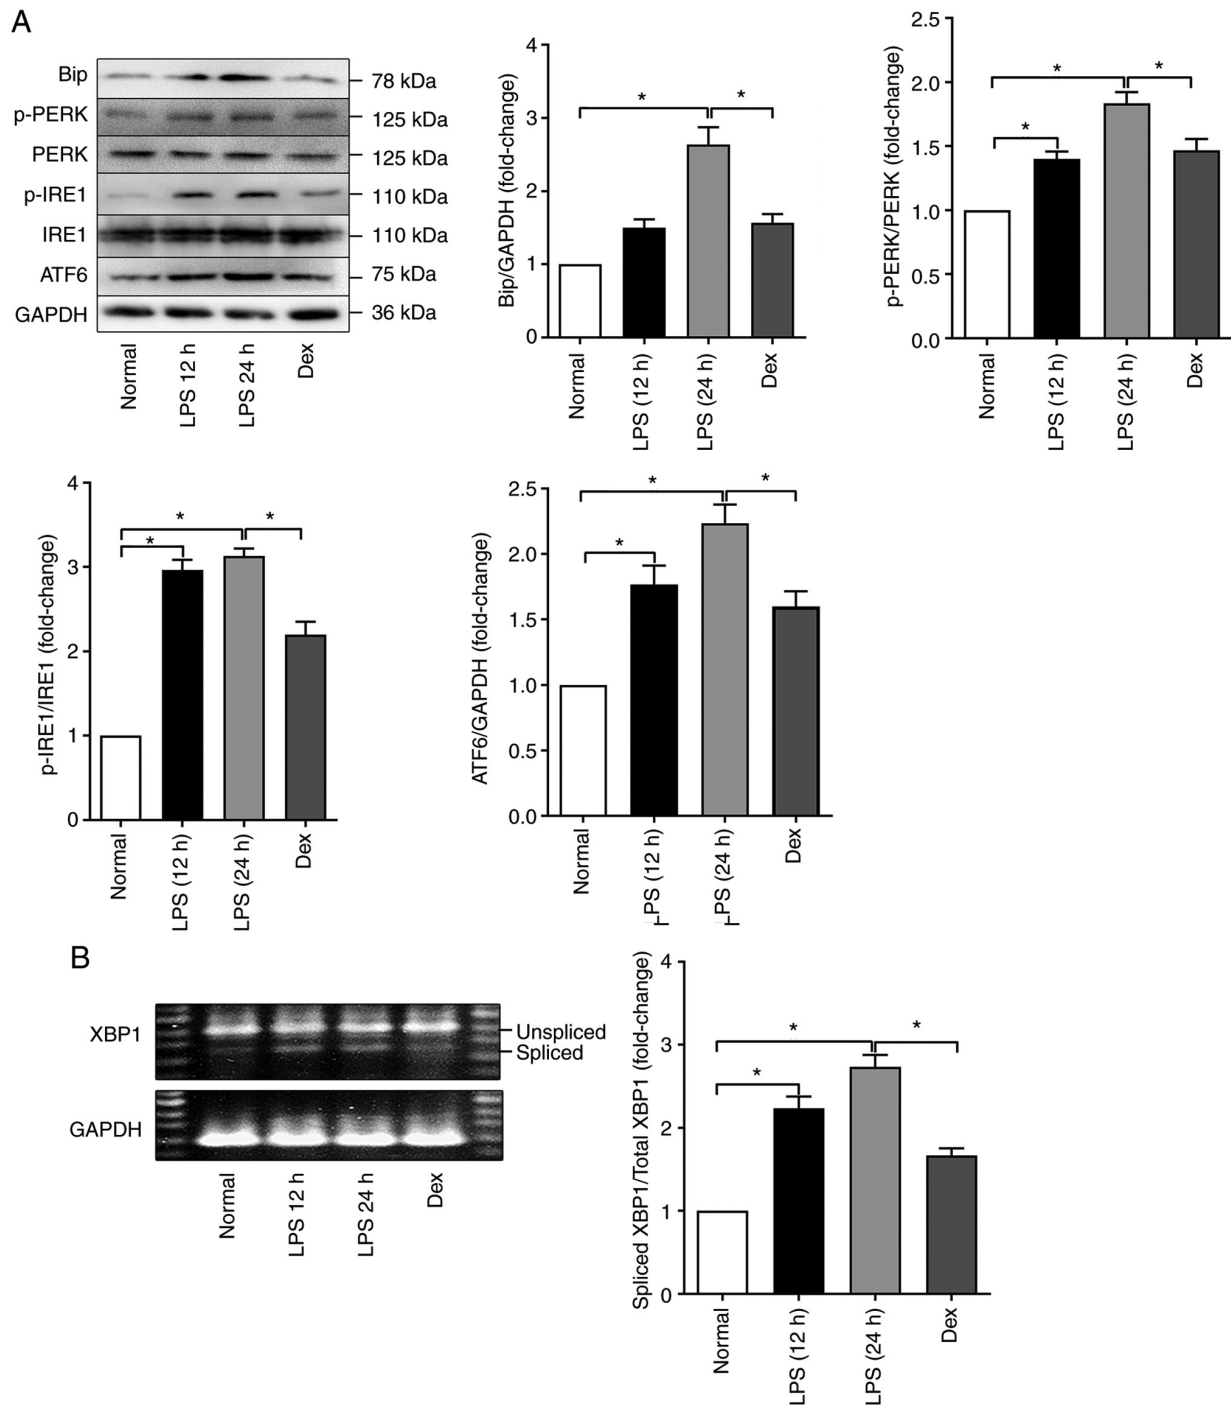 A
Bip
78 kDa
p-PERK
125 kDa
PERK
125 kDa
p-IRE1
110 kDa
IRE1
110 kDa
ATF6
75 kDa
GAPDH
36 kDa
Normal
LPS 12 h
LPS 24 h
Dex
Bip/GAPDH (fold-change)
4
3
2
1
0
*
*
Normal
LPS (12 h)
LPS (24 h)
Dex
p-PERK/PERK (fold-change)
2.5
2.0
1.5
1.0
0.5
0.0
*
*
*
Normal
LPS (12 h)
LPS (24 h)
Dex
p-IRE1/IRE1 (fold-change)
4
3
2
1
0
*
*
*
Normal
LPS (12 h)
LPS (24 h)
Dex
ATF6/GAPDH (fold-change)
2.5
2.0
1.5
1.0
0.5
0.0
*
*
*
Normal
LPS (12 h)
LPS (24 h)
Dex
B
XBP1
Unspliced
Spliced
GAPDH
Normal
LPS 12 h
LPS 24 h
Dex
Spliced XBP1/Total XBP1 (fold-change)
4
3
2
1
0
*
*
*
Normal
LPS (12 h)
LPS (24 h)
Dex